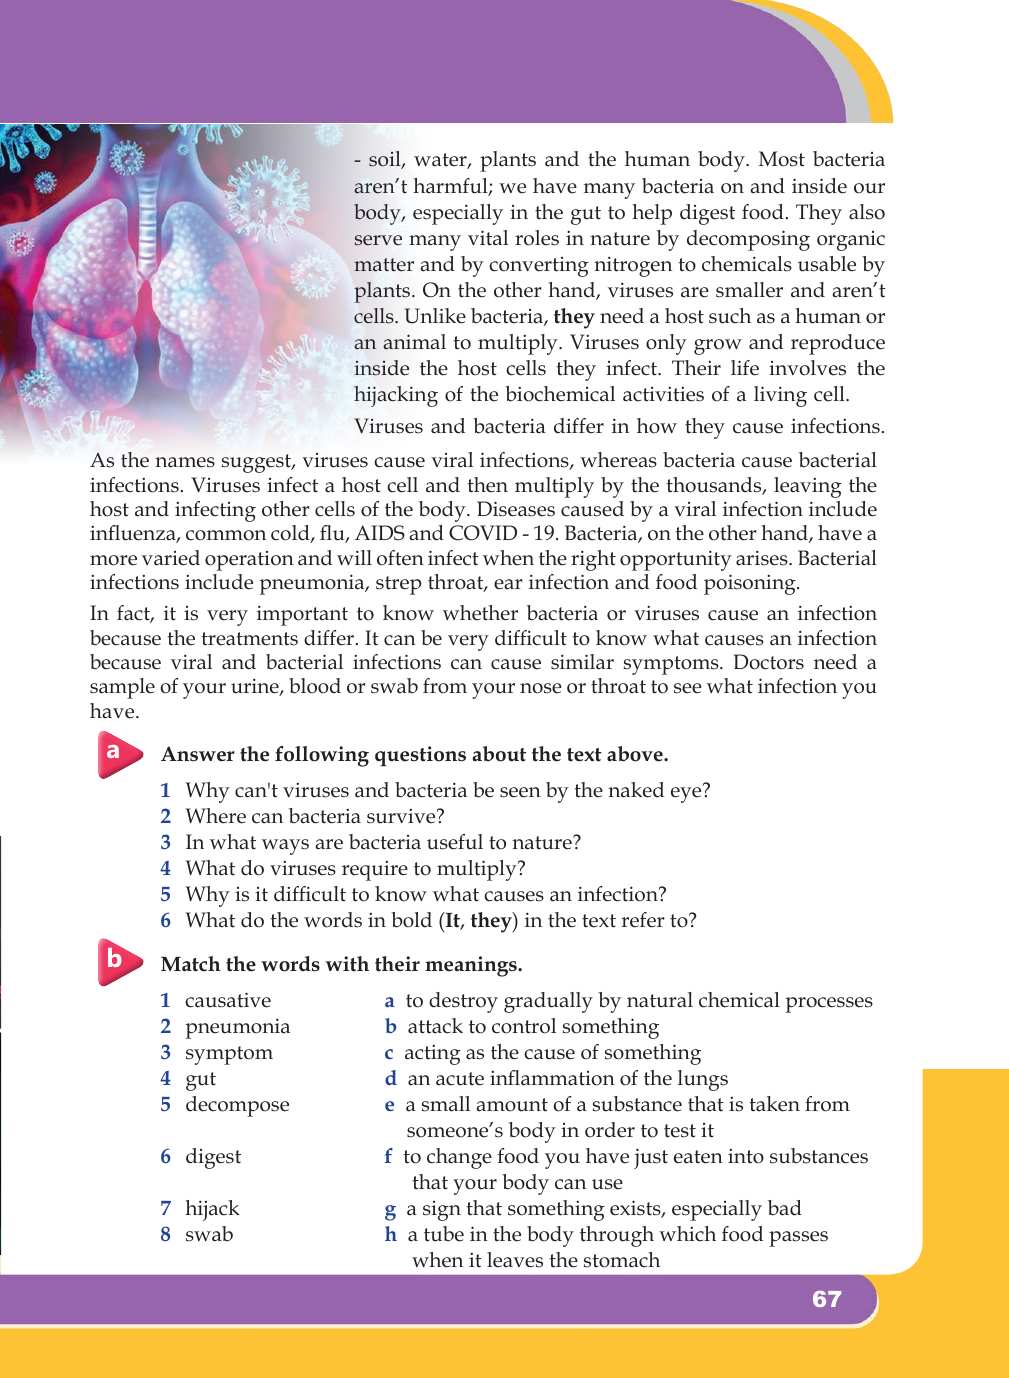 - soil, water, plants and the human body. Most bacteria
aren’t harmful; we have many bacteria on and inside our
body, especially in the gut to help digest food. They also
serve many vital roles in nature by decomposing organic
matter and by converting nitrogen to chemicals usable by
plants. On the other hand, viruses are smaller and aren’t
cells. Unlike bacteria, they need a host such as a human or
an animal to multiply. Viruses only grow and reproduce
inside the host cells they infect. Their life involves the
hijacking of the biochemical activities of a living cell.
Viruses and bacteria differ in how they cause infections.
As the names suggest, viruses cause viral infections, whereas bacteria cause bacterial
infections. Viruses infect a host cell and then multiply by the thousands, leaving the
host and infecting other cells of the body. Diseases caused by a viral infection include
influenza, common cold, flu, AIDS and COVID - 19. Bacteria, on the other hand, have a
more varied operation and will often infect when the right opportunity arises. Bacterial
infections include pneumonia, strep throat, ear infection and food poisoning.
In fact, it is very important to know whether bacteria or viruses cause an infection
because the treatments differ. It can be very difficult to know what causes an infection
because viral and bacterial infections can cause similar symptoms. Doctors need a
sample of your urine, blood or swab from your nose or throat to see what infection you
have.
a Answer the following questions about the text above.
1 Why can't viruses and bacteria be seen by the naked eye?
2 Where can bacteria survive?
3 In what ways are bacteria useful to nature?
4 What do viruses require to multiply?
5 Why is it difficult to know what causes an infection?
6 What do the words in bold (It, they) in the text refer to?
b Match the words with their meanings.
1 causative a to destroy gradually by natural chemical processes
2 pneumonia b attack to control something
3 symptom c acting as the cause of something
4 gut d an acute inflammation of the lungs
5 decompose e a small amount of a substance that is taken from
someone’s body in order to test it
6 digest f to change food you have just eaten into substances
that your body can use
7 hijack g a sign that something exists, especially bad
8 swab h a tube in the body through which food passes
when it leaves the stomach
67